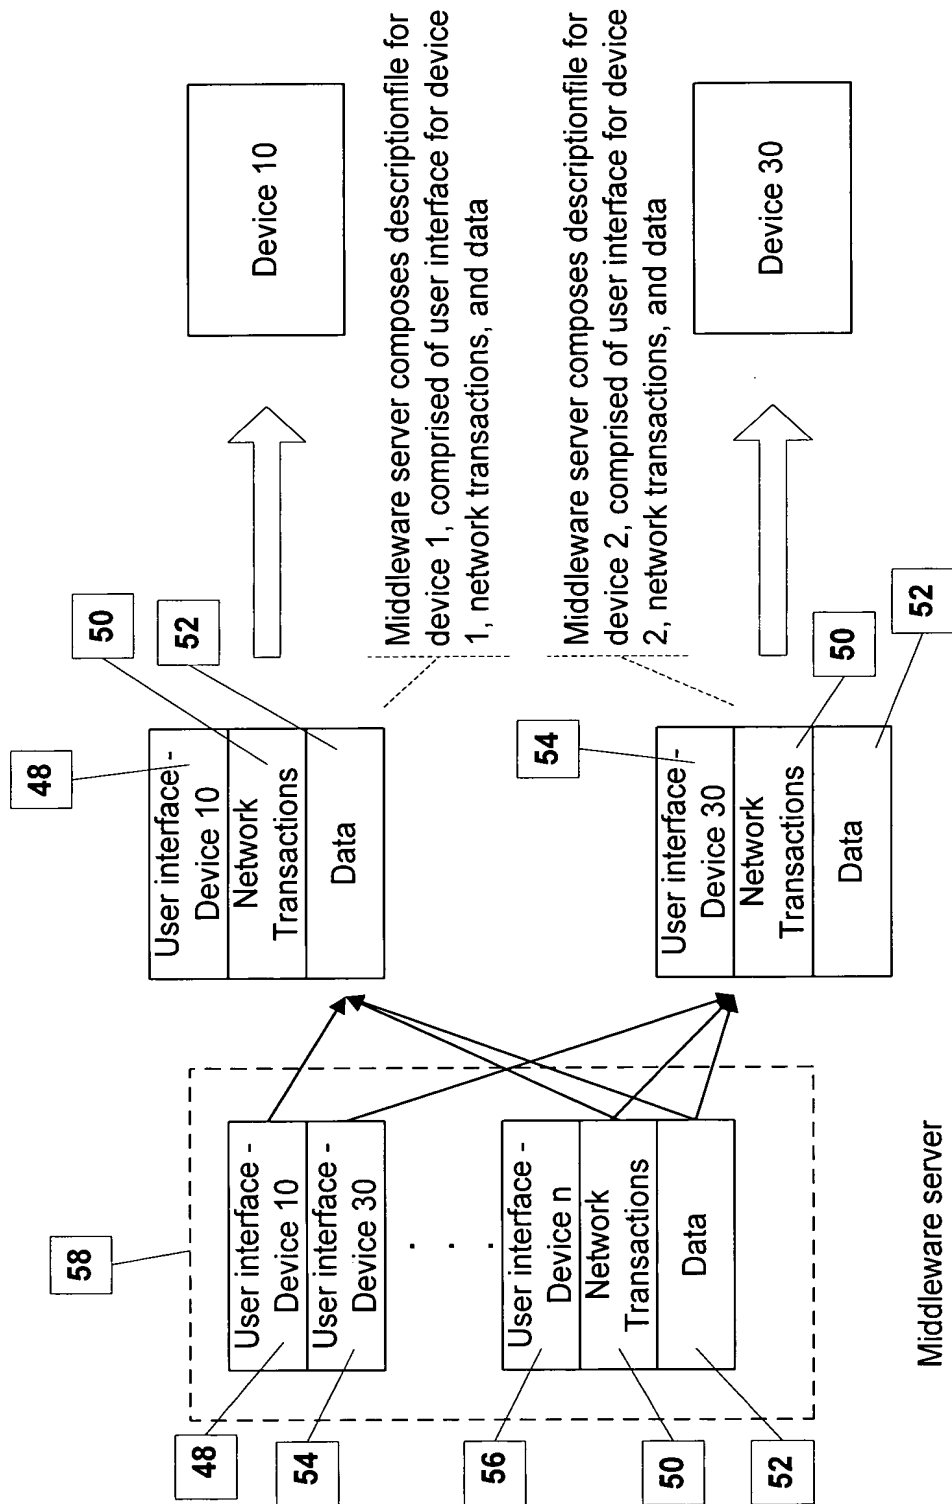 58
48
User interface -
Device 10
54
User interface -
Device 30
. . .
56
User interface -
Device n
50
Network
Transactions
52
Data
Middleware server
48
User interface -
Device 10
50
Network
Transactions
52
Data
Middleware server composes descriptionfile for
device 1, comprised of user interface for device
1, network transactions, and data
Device 10
54
User interface -
Device 30
50
Network
Transactions
52
Data
Middleware server composes description file for
device 2, comprised of user interface for device
2, network transactions, and data
Device 30